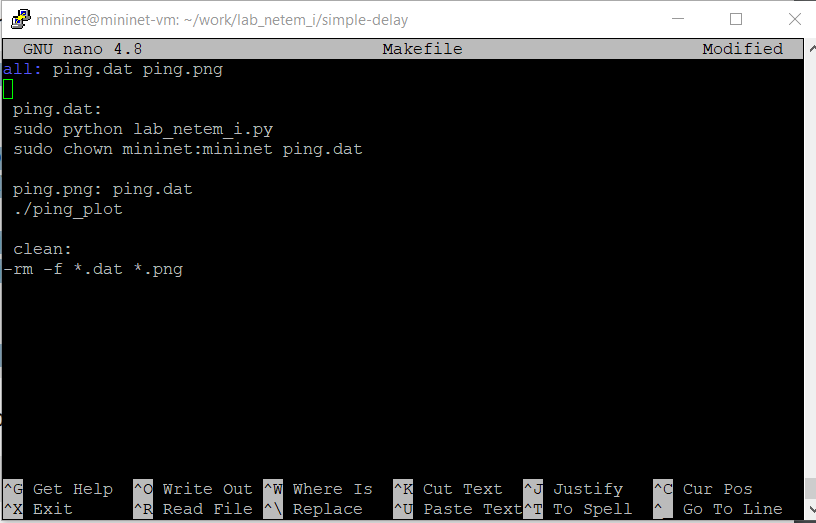 mininet@mininet-vm: ~/work/lab_netem_i/simple-delay
GNU nano 4.8 Makefile Modified
all: ping.dat ping.png
ping.dat:
sudo python lab_netem_i.py
sudo chown mininet:mininet ping.dat
ping.png: ping.dat
./ping_plot
clean:
-rm -f *.dat *.png
^G Get Help ^O Write Out ^W Where Is ^K Cut Text ^J Justify ^C Cur Pos
^X Exit ^R Read File ^\ Replace ^U Paste Text ^T To Spell ^_ Go To Line